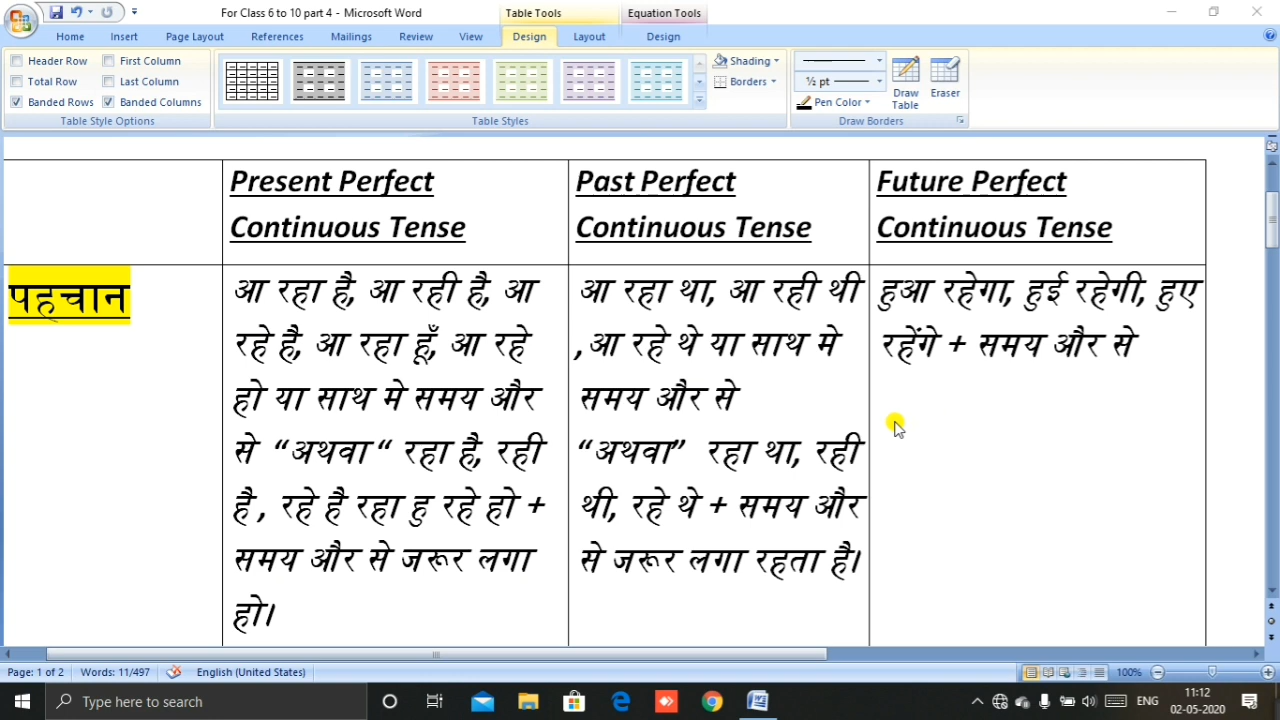 For Class 6 to 10 part 4 - Microsoft Word
Table Tools
Equation Tools
Home Insert Page Layout References Mailings Review View Design Layout Design
Header Row First Column
Total Row Last Column
Banded Rows Banded Columns
Shading
Borders
½ pt
Pen Color
Draw Table
Eraser
Table Style Options
Table Styles
Draw Borders
Present Perfect
Continuous Tense
Past Perfect
Continuous Tense
Future Perfect
Continuous Tense
पहचान
आ रहा है, आ रही है, आ
रहे है, आ रहा हूँ, आ रहे
हो या साथ मे समय और
से “अथवा“ रहा है, रही
है , रहे है रहा हु रहे हो +
समय और से जरूर लगा
हो।
आ रहा था, आ रही थी
,आ रहे थे या साथ मे
समय और से
“अथवा” रहा था, रही
थी, रहे थे + समय और
से जरूर लगा रहता है।
हुआ रहेगा, हुई रहेगी, हुए
रहेंगे + समय और से
Page: 1 of 2 Words: 11/497 English (United States) 100%
Type here to search
ENG
11:12
02-05-2020